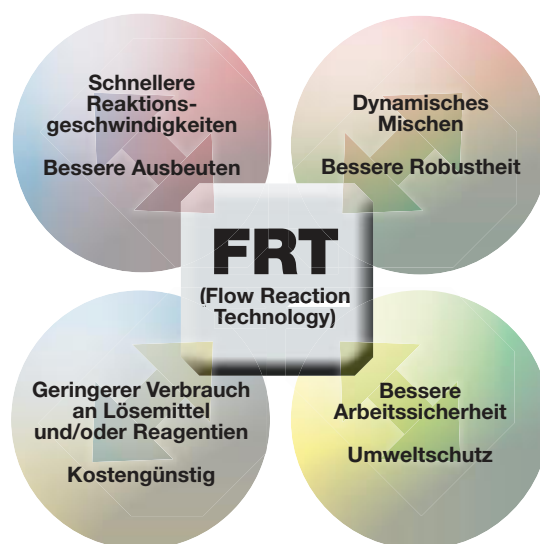 Schnellere
Reaktions-
geschwindigkeiten
Bessere Ausbeuten
Dynamisches
Mischen
Bessere Robustheit
FRT
(Flow Reaction
Technology)
Geringerer Verbrauch
an Lösemittel
und/oder Reagentien
Kostengünstig
Bessere
Arbeitssicherheit
Umweltschutz